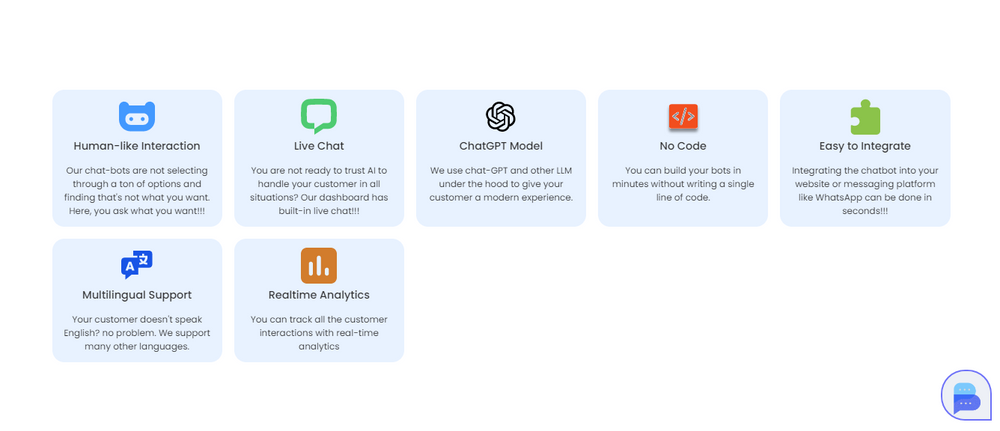 Human-like Interaction
Our chat-bots are not selecting
through a ton of options and
finding that's not what you want.
Here, you ask what you want!!!
Live Chat
You are not ready to trust AI to
handle your customer in all
situations? Our dashboard has
built-in live chat!!!
ChatGPT Model
We use chat-GPT and other LLM
under the hood to give your
customer a modern experience.
No Code
You can build your bots in
minutes without writing a single
line of code.
Easy to Integrate
Integrating the chatbot into your
website or messaging platform
like WhatsApp can be done in
seconds!!!
Multilingual Support
Your customer doesn't speak
English? no problem. We support
many other languages.
Realtime Analytics
You can track all the customer
interactions with real-time
analytics